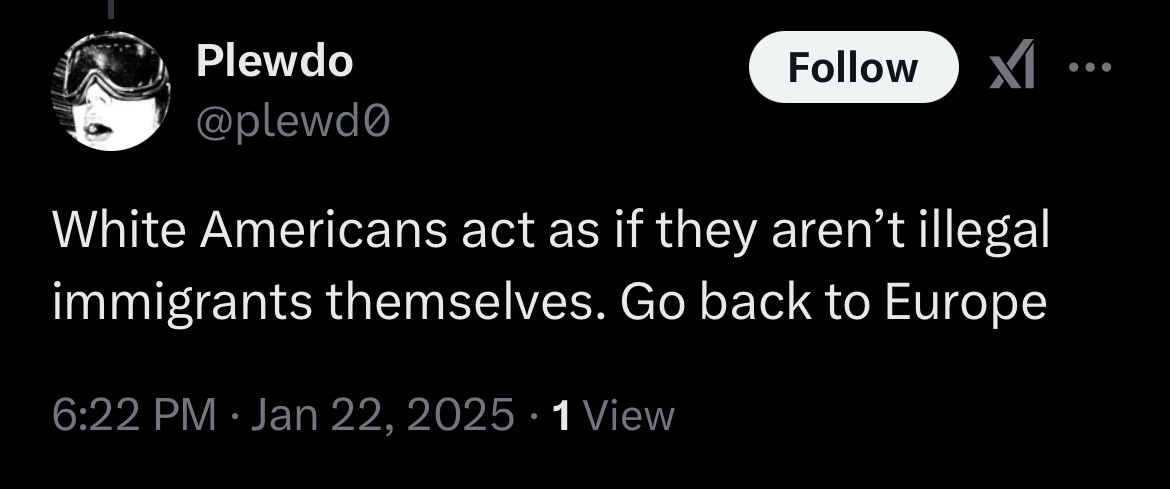 Plewdo
Follow
@plewd0
White Americans act as if they aren’t illegal
immigrants themselves. Go back to Europe
6:22 PM · Jan 22, 2025 · 1 View